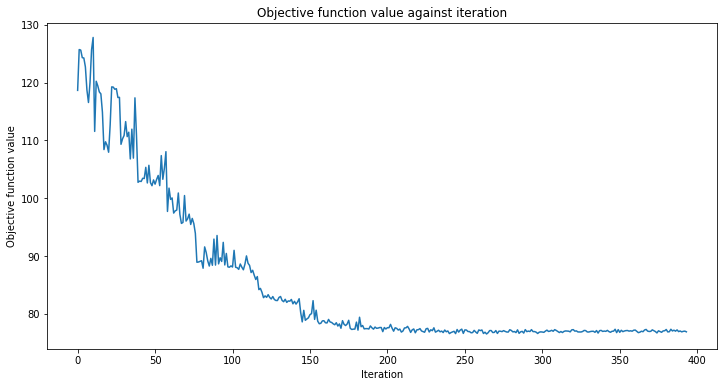 Objective function value against iteration
130
120
110
100
90
80
Objective function value
0 50 100 150 200 250 300 350 400
Iteration